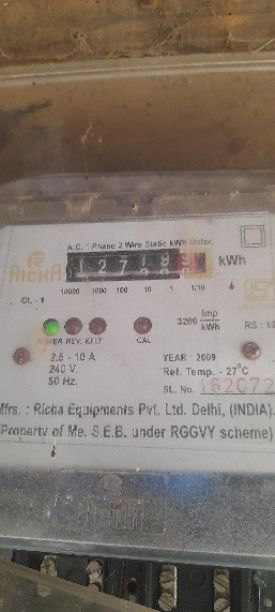 A.C. 1 Phase 2 Wire Static kWh Meter.
RICHA
kWh
10000 1000 100 10 1 1/10
CL - 1
3200 Imp/kWh
POWER REV. E/LT CAL
2.5 - 10 A
240 V.
50 Hz.
YEAR : 2009
Ref. Temp. - 27°C
SL. No. 162072
Mfrs. : Richa Equipments Pvt. Ltd. Delhi, (INDIA).
(Property of Me. S.E.B. under RGGVY scheme)